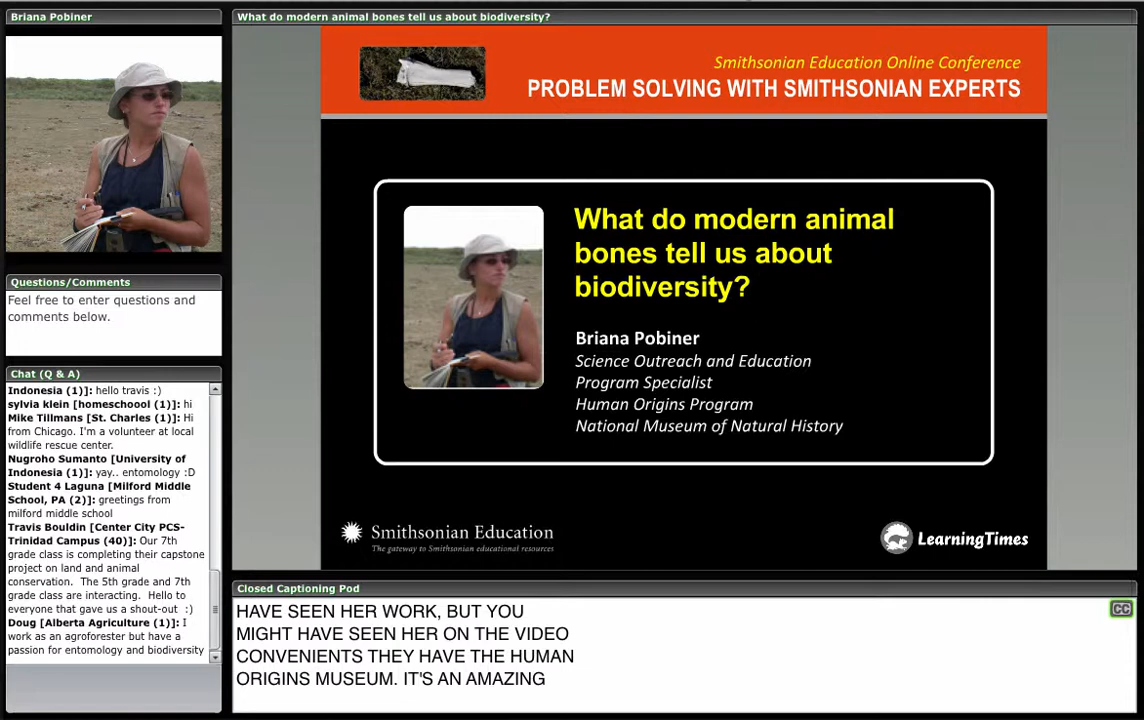 Briana Pobiner
Questions/Comments
Feel free to enter questions and
comments below.
Chat (Q & A)
Indonesia (1)]: hello travis :)
sylvia klein [homeschoool (1)]: hi
Mike Tillmans [St. Charles (1)]: Hi
from Chicago. I'm a volunteer at local
wildlife rescue center.
Nugroho Sumanto [University of
Indonesia (1)]: yay.. entomology :D
Student 4 Laguna [Milford Middle
School, PA (2)]: greetings from
milford middle school
Travis Bouldin [Center City PCS-
Trinidad Campus (40)]: Our 7th
grade class is completing their capstone
project on land and animal
conservation. The 5th grade and 7th
grade classes are interacting. Hello to
everyone that gave us a shout-out :)
Doug [Alberta Agriculture (1)]: I
work as an agroforester but have a
passion for entomology and biodiversity
What do modern animal bones tell us about biodiversity?
Smithsonian Education Online Conference
PROBLEM SOLVING WITH SMITHSONIAN EXPERTS
What do modern animal
bones tell us about
biodiversity?
Briana Pobiner
Science Outreach and Education
Program Specialist
Human Origins Program
National Museum of Natural History
Smithsonian Education
The gateway to Smithsonian educational resources
LearningTimes
Closed Captioning Pod
HAVE SEEN HER WORK, BUT YOU
MIGHT HAVE SEEN HER ON THE VIDEO
CONVENIENTS THEY HAVE THE HUMAN
ORIGINS MUSEUM. IT'S AN AMAZING
CC